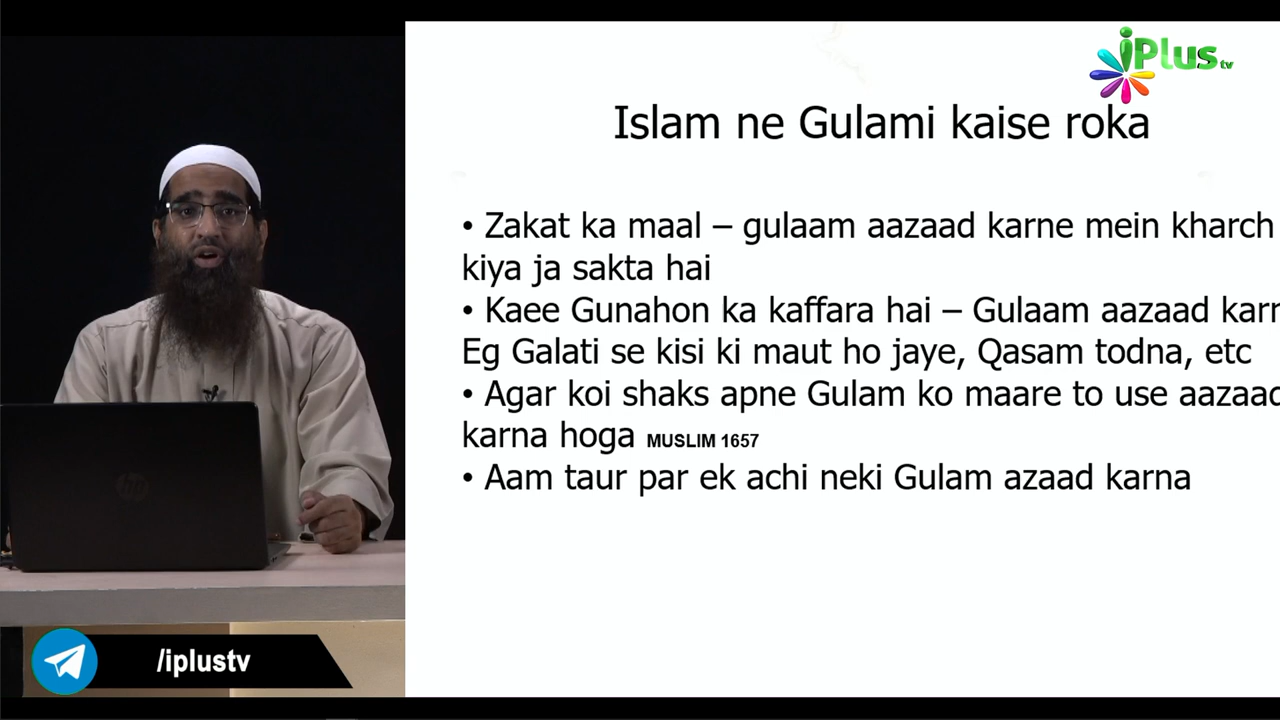 iPlus tv
Islam ne Gulami kaise roka
• Zakat ka maal – gulaam aazaad karne mein kharch
kiya ja sakta hai
• Kaee Gunahon ka kaffara hai – Gulaam aazaad karn
Eg Galati se kisi ki maut ho jaye, Qasam todna, etc
• Agar koi shaks apne Gulam ko maare to use aazaad
karna hoga MUSLIM 1657
• Aam taur par ek achi neki Gulam azaad karna
/iplustv